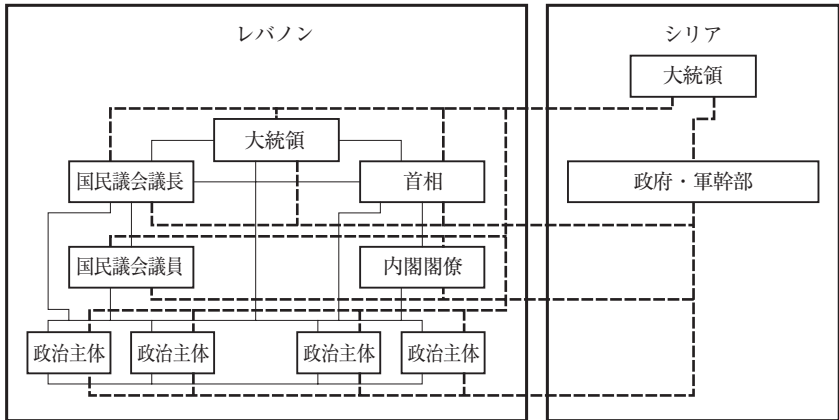 レバノン
シリア
大統領
大統領
国民議会議長
首相
政府・軍幹部
国民議会議員
内閣閣僚
政治主体
政治主体
政治主体
政治主体